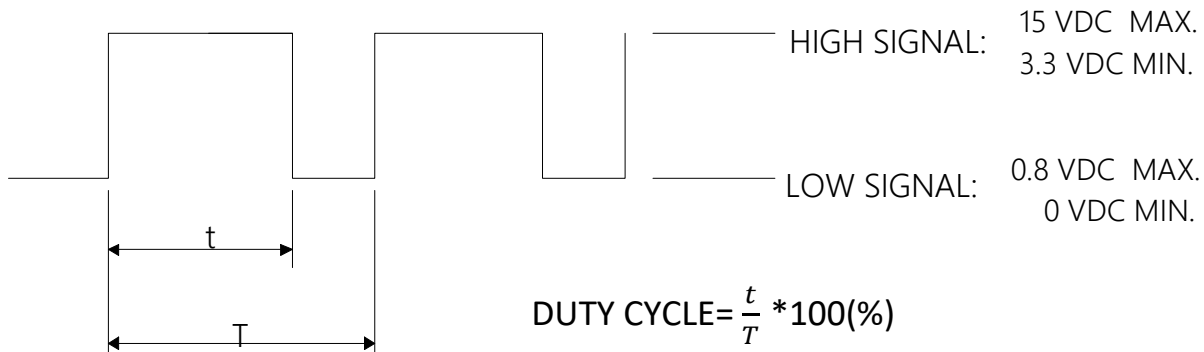 HIGH SIGNAL: 15 VDC MAX.
3.3 VDC MIN.
LOW SIGNAL: 0.8 VDC MAX.
0 VDC MIN.
t
T
DUTY CYCLE= t/T *100(%)